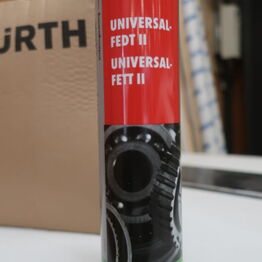 ÜRTH
UNIVERSAL-
FEDT II
UNIVERSAL-
FETT II